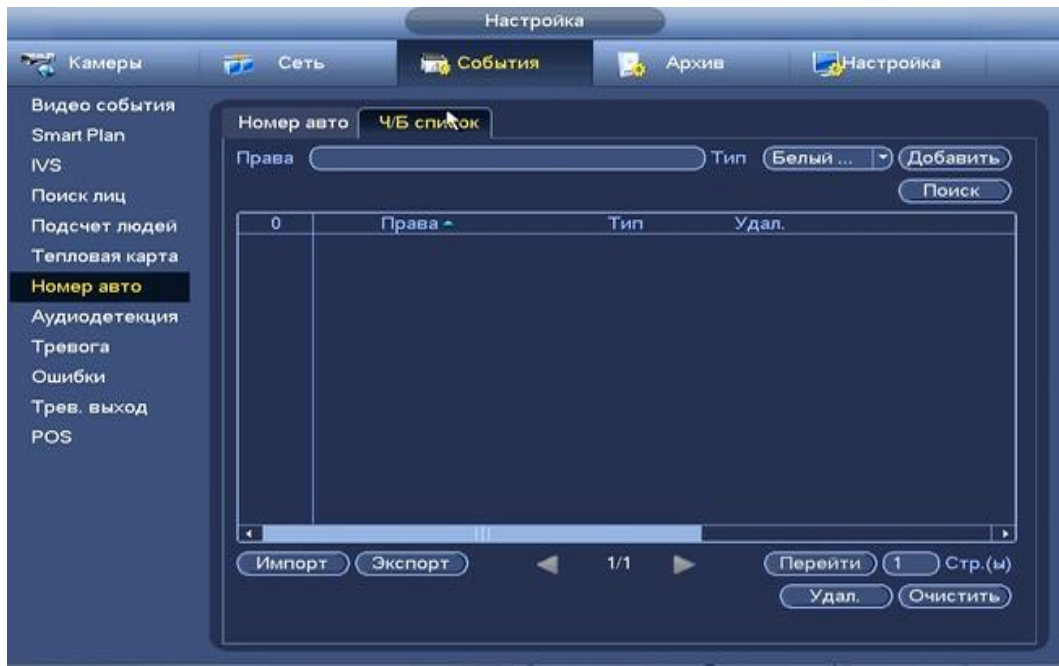 Настройка
Камеры Сеть События Архив Настройка
Видео события
Smart Plan
IVS
Поиск лиц
Подсчет людей
Тепловая карта
Номер авто
Аудиодетекция
Тревога
Ошибки
Трев. выход
POS
Номер авто Ч/Б список
Права Тип Белый ... Добавить
Поиск
0 Права Тип Удал.
Импорт Экспорт 1/1 Перейти 1 Стр.(ы)
Удал. Очистить